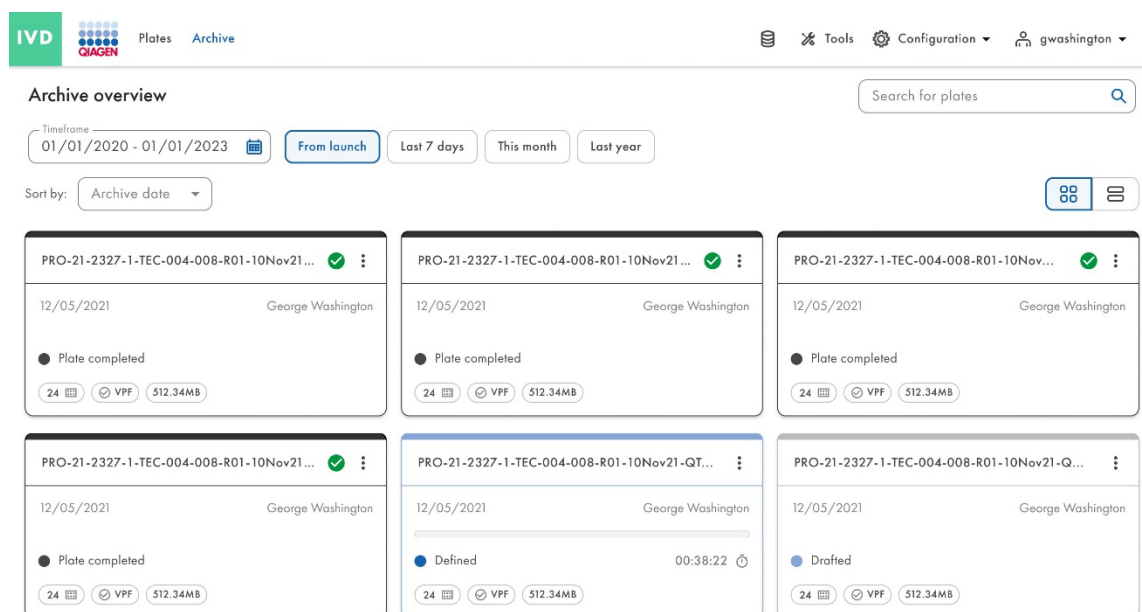 IVD QIAGEN Plates Archive Tools Configuration gwashington
Archive overview
Search for plates
Timeframe
01/01/2020 - 01/01/2023
From launch
Last 7 days
This month
Last year
Sort by: Archive date
PRO-21-2327-1-TEC-004-008-R01-10Nov21...
12/05/2021 George Washington
Plate completed
24 VPF 512.34MB
PRO-21-2327-1-TEC-004-008-R01-10Nov21...
12/05/2021 George Washington
Plate completed
24 VPF 512.34MB
PRO-21-2327-1-TEC-004-008-R01-10Nov...
12/05/2021 George Washington
Plate completed
24 VPF 512.34MB
PRO-21-2327-1-TEC-004-008-R01-10Nov21...
12/05/2021 George Washington
Plate completed
24 VPF 512.34MB
PRO-21-2327-1-TEC-004-008-R01-10Nov21-QT...
12/05/2021 George Washington
Defined 00:38:22
24 VPF 512.34MB
PRO-21-2327-1-TEC-004-008-R01-10Nov21-Q...
12/05/2021 George Washington
Drafted
24 VPF 512.34MB